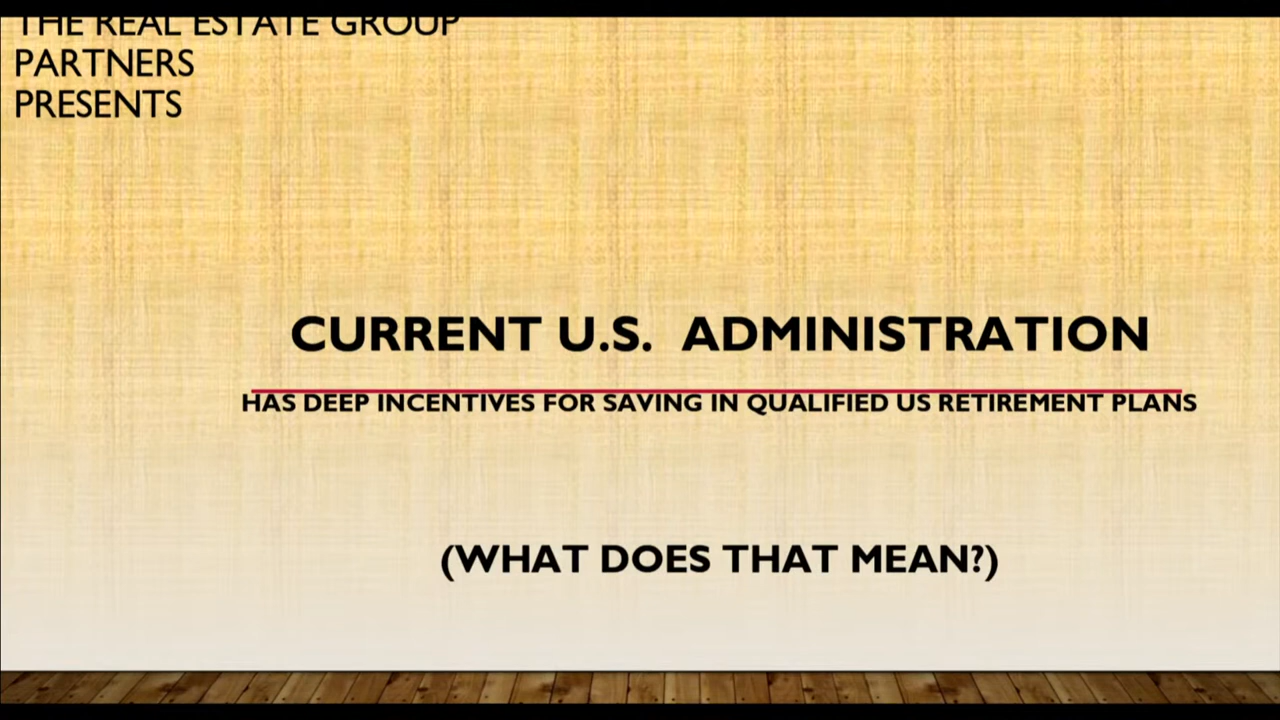 THE REAL ESTATE GROUP
PARTNERS
PRESENTS
CURRENT U.S. ADMINISTRATION
HAS DEEP INCENTIVES FOR SAVING IN QUALIFIED US RETIREMENT PLANS
(WHAT DOES THAT MEAN?)